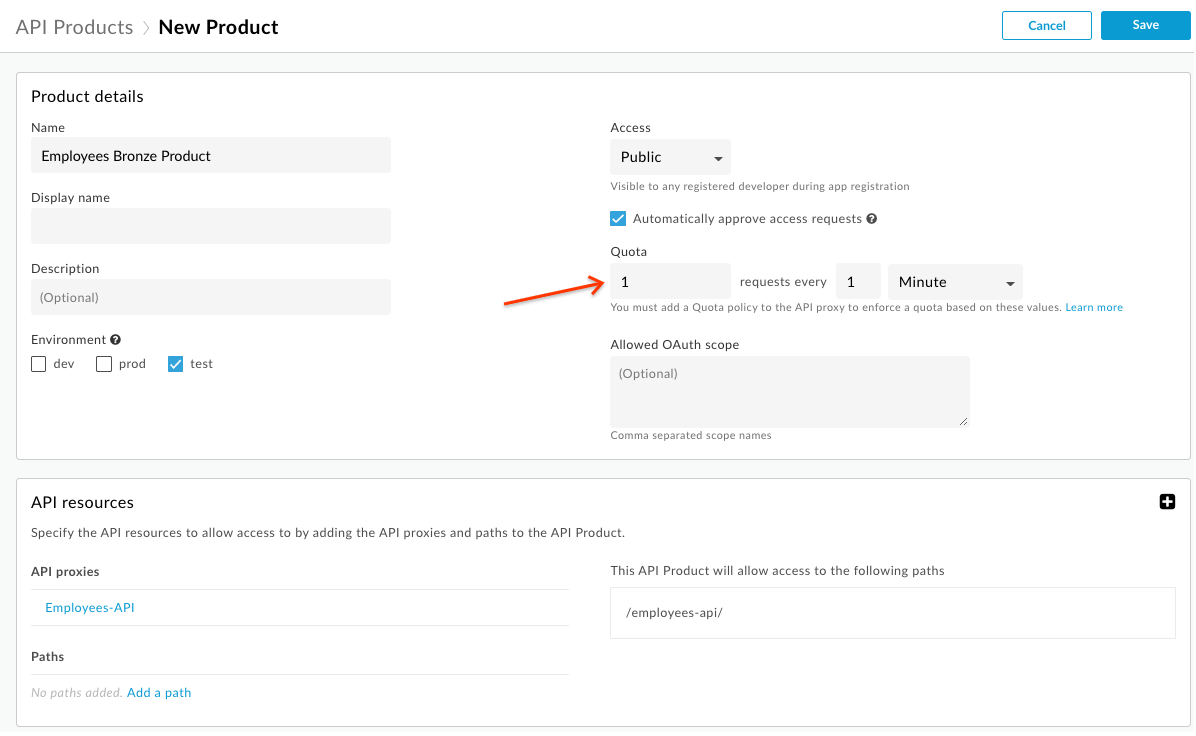 API Products > New Product
Cancel
Save
Product details
Name
Employees Bronze Product
Display name
Description
(Optional)
Environment ?
dev
prod
test
Access
Public
Visible to any registered developer during app registration
Automatically approve access requests ?
Quota
1 requests every 1 Minute
You must add a Quota policy to the API proxy to enforce a quota based on these values. Learn more
Allowed OAuth scope
(Optional)
Comma separated scope names
API resources
Specify the API resources to allow access to by adding the API proxies and paths to the API Product.
API proxies
Employees-API
Paths
No paths added. Add a path
This API Product will allow access to the following paths
/employees-api/